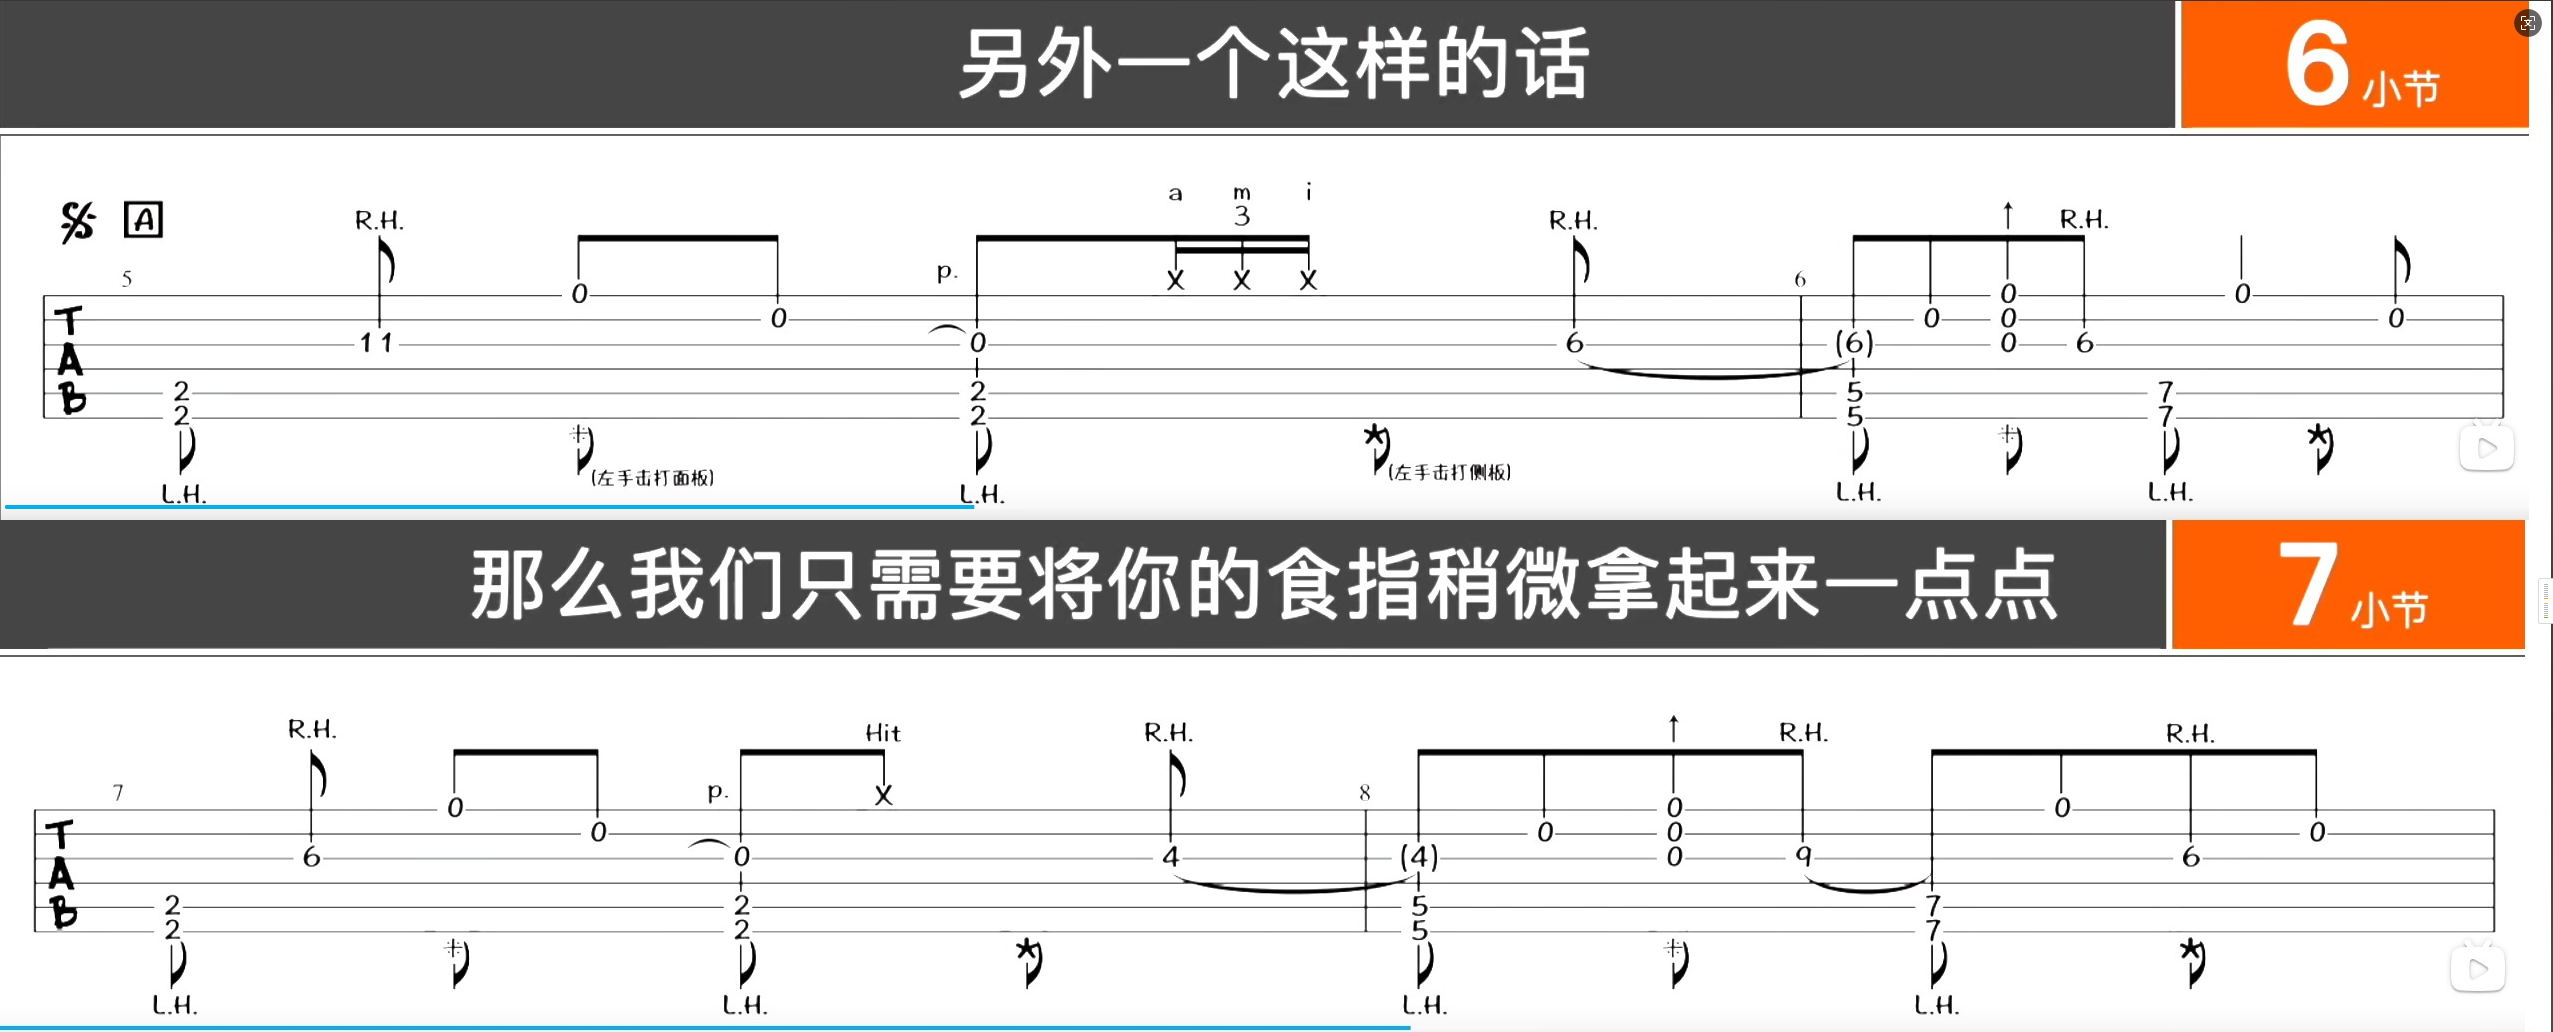 另外一个这样的话
6 小节
a m i
A R.H. 3 R.H. R.H.
5 p. X X X 6
0 0 0
0 0 0 0
T 11 0 6 (6) 0 6
A
B 2 2 5 7
2 2 5 7
(左手击打面板) (左手击打侧板)
L.H. L.H. L.H. L.H.
那么我们只需要将你的食指稍微拿起来一点点
7 小节
R.H. Hit R.H. R.H. R.H.
7 p. X 8
0 0 0
0 0 0 0
T 6 0 4 (4) 0 9 6
A
B 2 2 5 7
2 2 5 7
L.H. L.H. L.H. L.H.